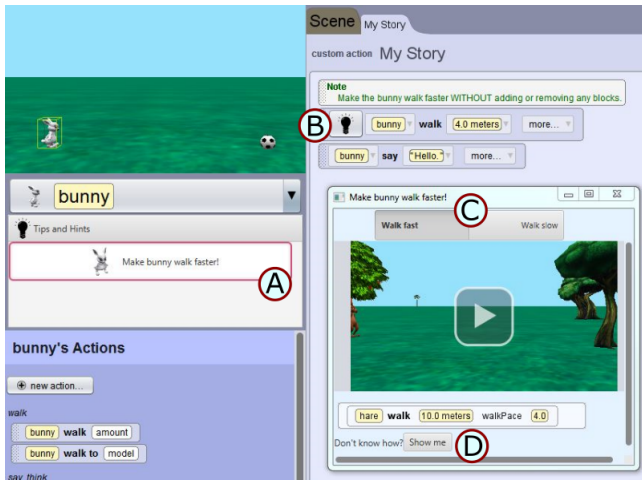 Scene My Story
custom action My Story
Note
Make the bunny walk faster WITHOUT adding or removing any blocks.
B bunny walk 4.0 meters more...
bunny say "Hello." more...
bunny
Tips and Hints
Make bunny walk faster!
A
bunny's Actions
new action...
walk
bunny walk amount
bunny walk to model
say, think
Make bunny walk faster!
C
Walk fast Walk slow
hare walk 10.0 meters walkPace 4.0
Don't know how? Show me D